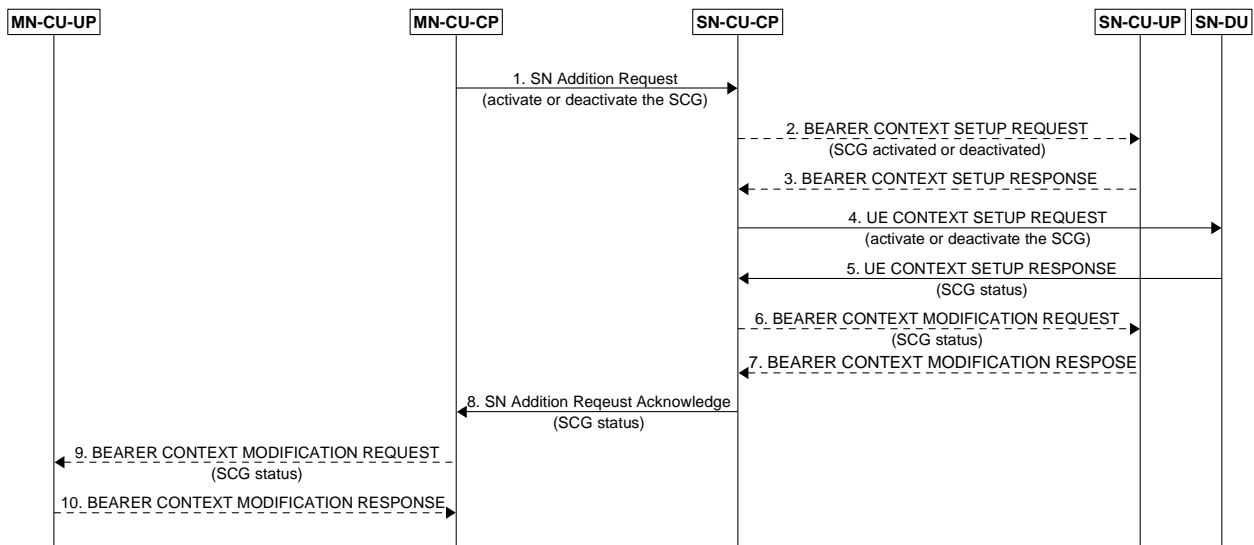 MN-CU-UP
MN-CU-CP
SN-CU-CP
SN-CU-UP
SN-DU
1. SN Addition Request
(activate or deactivate the SCG)
2. BEARER CONTEXT SETUP REQUEST
(SCG activated or deactivated)
3. BEARER CONTEXT SETUP RESPONSE
4. UE CONTEXT SETUP REQUEST
(activate or deactivate the SCG)
5. UE CONTEXT SETUP RESPONSE
(SCG status)
6. BEARER CONTEXT MODIFICATION REQUEST
(SCG status)
7. BEARER CONTEXT MODIFICATION RESPOSE
8. SN Addition Reqeust Acknowledge
(SCG status)
9. BEARER CONTEXT MODIFICATION REQUEST
(SCG status)
10. BEARER CONTEXT MODIFICATION RESPONSE